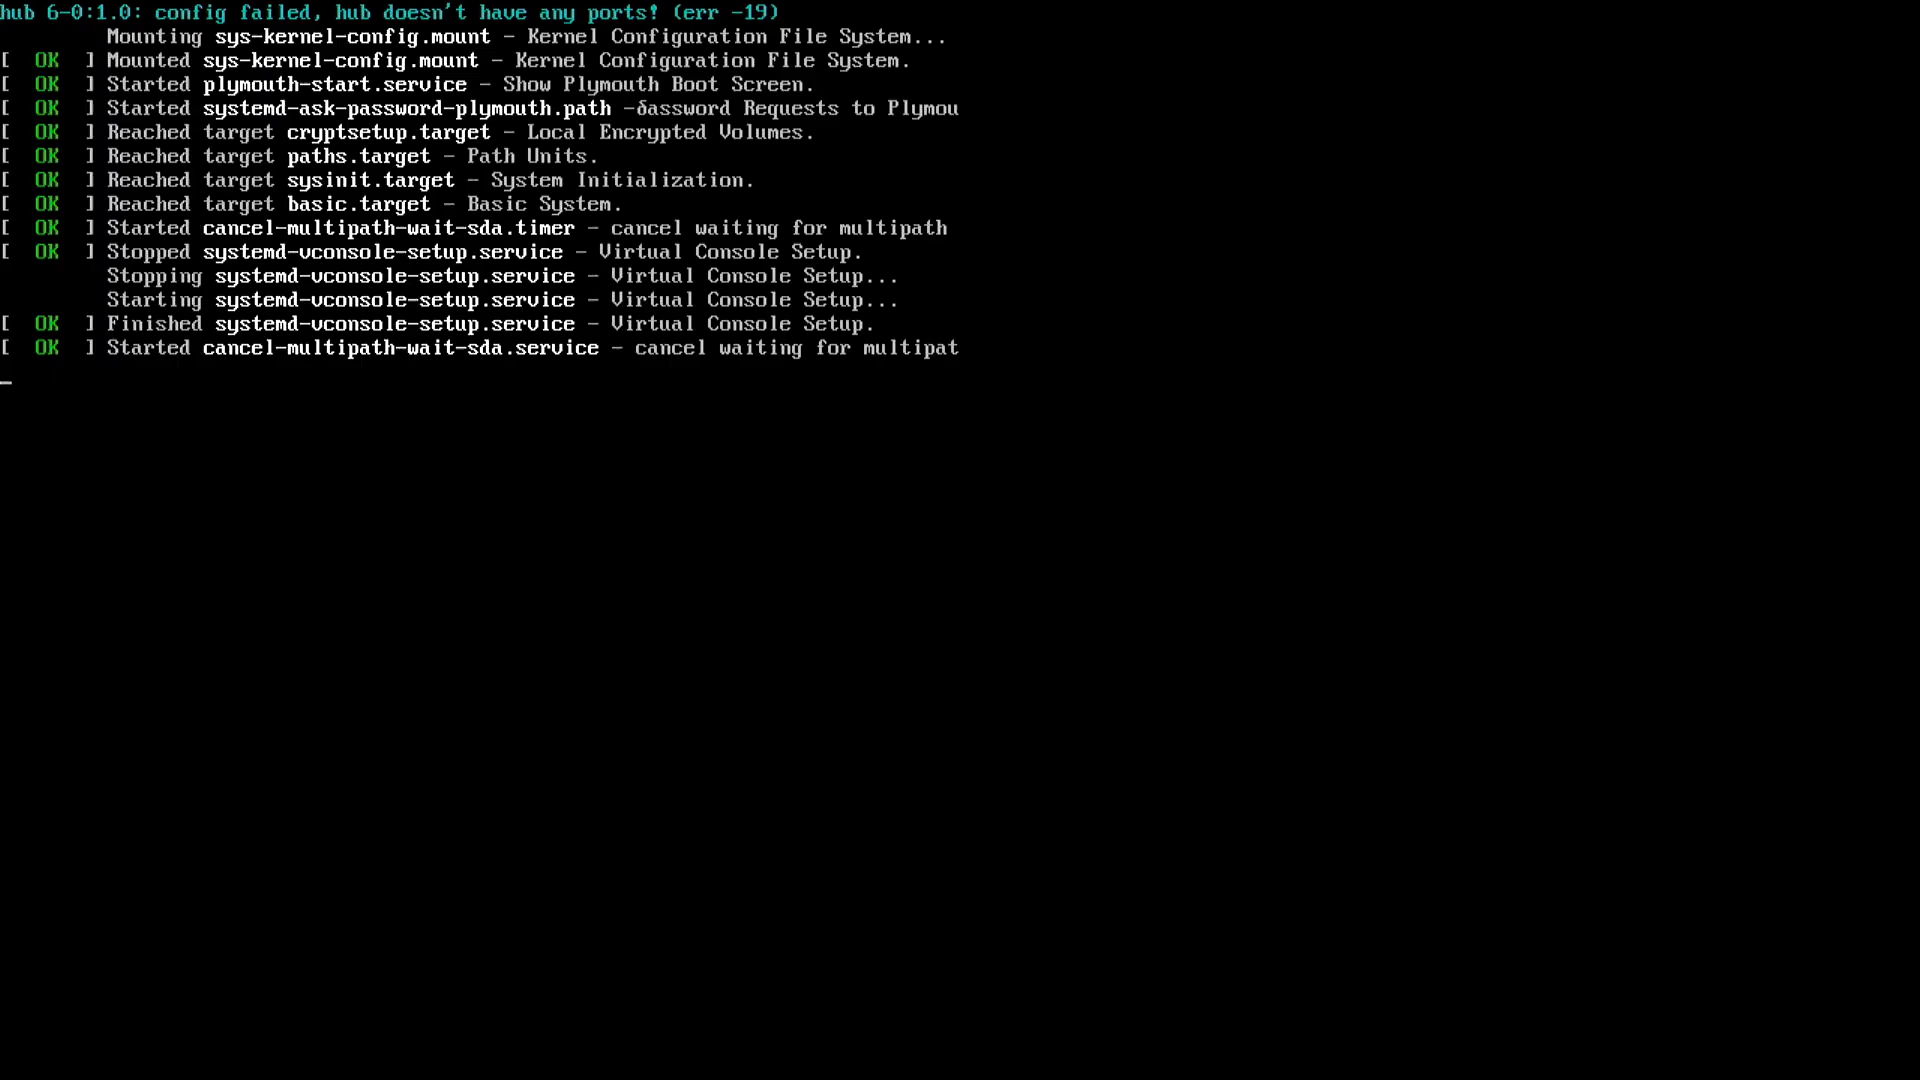 hub 6-0:1.0: config failed, hub doesn't have any ports! (err -19)
Mounting sys-kernel-config.mount - Kernel Configuration File System...
[  OK  ] Mounted sys-kernel-config.mount - Kernel Configuration File System.
[  OK  ] Started plymouth-start.service - Show Plymouth Boot Screen.
[  OK  ] Started systemd-ask-password-plymouth.path -δassword Requests to Plymou
[  OK  ] Reached target cryptsetup.target - Local Encrypted Volumes.
[  OK  ] Reached target paths.target - Path Units.
[  OK  ] Reached target sysinit.target - System Initialization.
[  OK  ] Reached target basic.target - Basic System.
[  OK  ] Started cancel-multipath-wait-sda.timer - cancel waiting for multipath
[  OK  ] Stopped systemd-vconsole-setup.service - Virtual Console Setup.
Stopping systemd-vconsole-setup.service - Virtual Console Setup...
Starting systemd-vconsole-setup.service - Virtual Console Setup...
[  OK  ] Finished systemd-vconsole-setup.service - Virtual Console Setup.
[  OK  ] Started cancel-multipath-wait-sda.service - cancel waiting for multipat